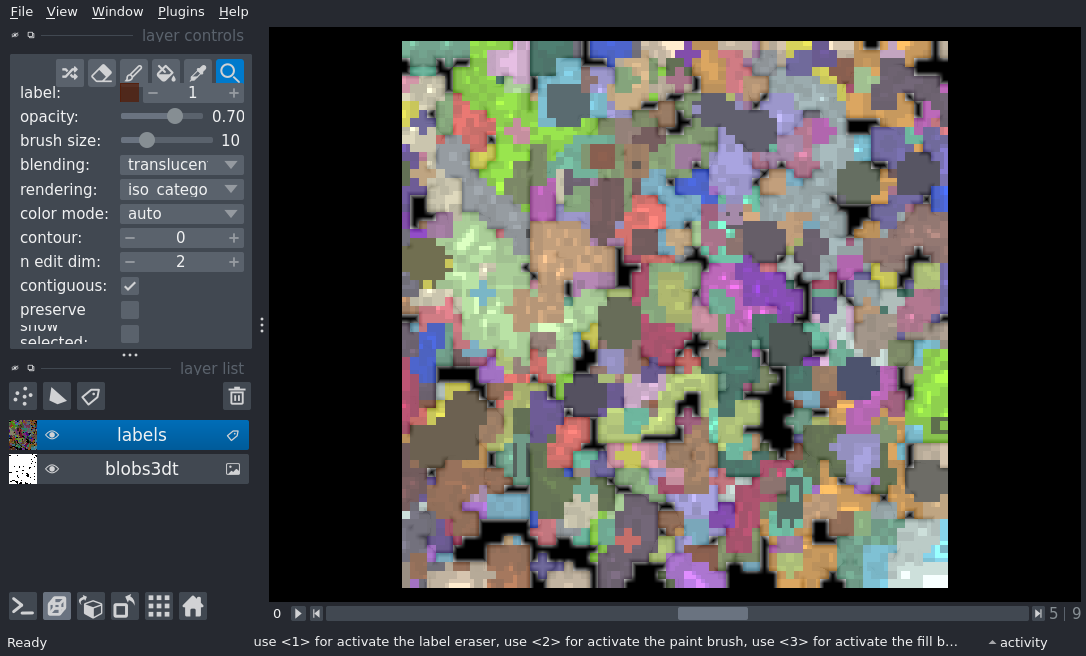 File View Window Plugins Help
layer controls
label: 1
opacity: 0.70
brush size: 10
blending: translucen
rendering: iso catego
color mode: auto
contour: 0
n edit dim: 2
contiguous:
preserve
show
selected:
layer list
labels
blobs3dt
0 5 | 9
Ready use <1> for activate the label eraser, use <2> for activate the paint brush, use <3> for activate the fill b... activity